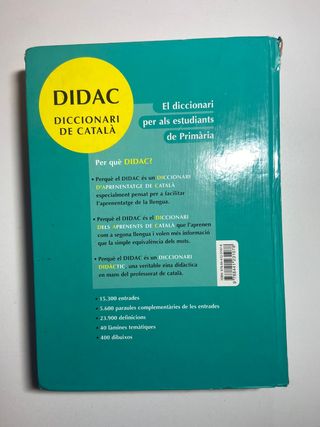 DIDAC
DICCIONARI
DE CATALÀ
El diccionari
per als estudiants
de Primària
Per què DIDAC?
• Perquè el DIDAC és un DICCIONARI
D'APRENENTATGE DE CATALÀ
especialment pensat per a facilitar
l'aprenentatge de la llengua.
• Perquè el DIDAC és el DICCIONARI
DELS APRENENTS DE CATALÀ que l'aprenen
com a segona llengua i volen més informació
que la simple equivalència dels mots.
• Perquè el DIDAC és un DICCIONARI
DIDÀCTIC, una veritable eina didàctica
en mans del professorat de català.
• 15.300 entrades
• 5.600 paraules complementàries de les entrades
• 23.900 definicions
• 40 làmines temàtiques
• 400 dibuixos